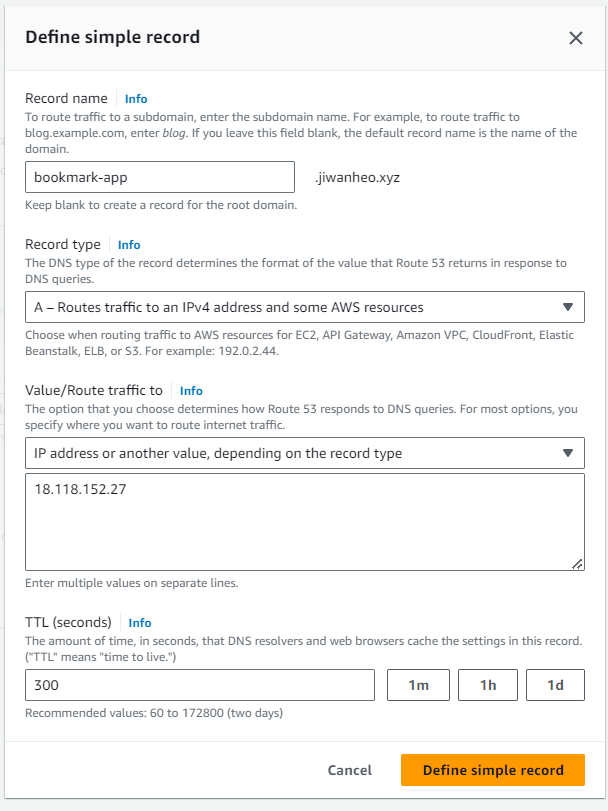 Define simple record
Record name Info
To route traffic to a subdomain, enter the subdomain name. For example, to route traffic to
blog.example.com, enter blog. If you leave this field blank, the default record name is the name of the
domain.
bookmark-app .jiwanheo.xyz
Keep blank to create a record for the root domain.
Record type Info
The DNS type of the record determines the format of the value that Route 53 returns in response to
DNS queries.
A – Routes traffic to an IPv4 address and some AWS resources
Choose when routing traffic to AWS resources for EC2, API Gateway, Amazon VPC, CloudFront, Elastic
Beanstalk, ELB, or S3. For example: 192.0.2.44.
Value/Route traffic to Info
The option that you choose determines how Route 53 responds to DNS queries. For most options, you
specify where you want to route internet traffic.
IP address or another value, depending on the record type
18.118.152.27
Enter multiple values on separate lines.
TTL (seconds) Info
The amount of time, in seconds, that DNS resolvers and web browsers cache the settings in this record.
("TTL" means "time to live.")
300 1m 1h 1d
Recommended values: 60 to 172800 (two days)
Cancel Define simple record